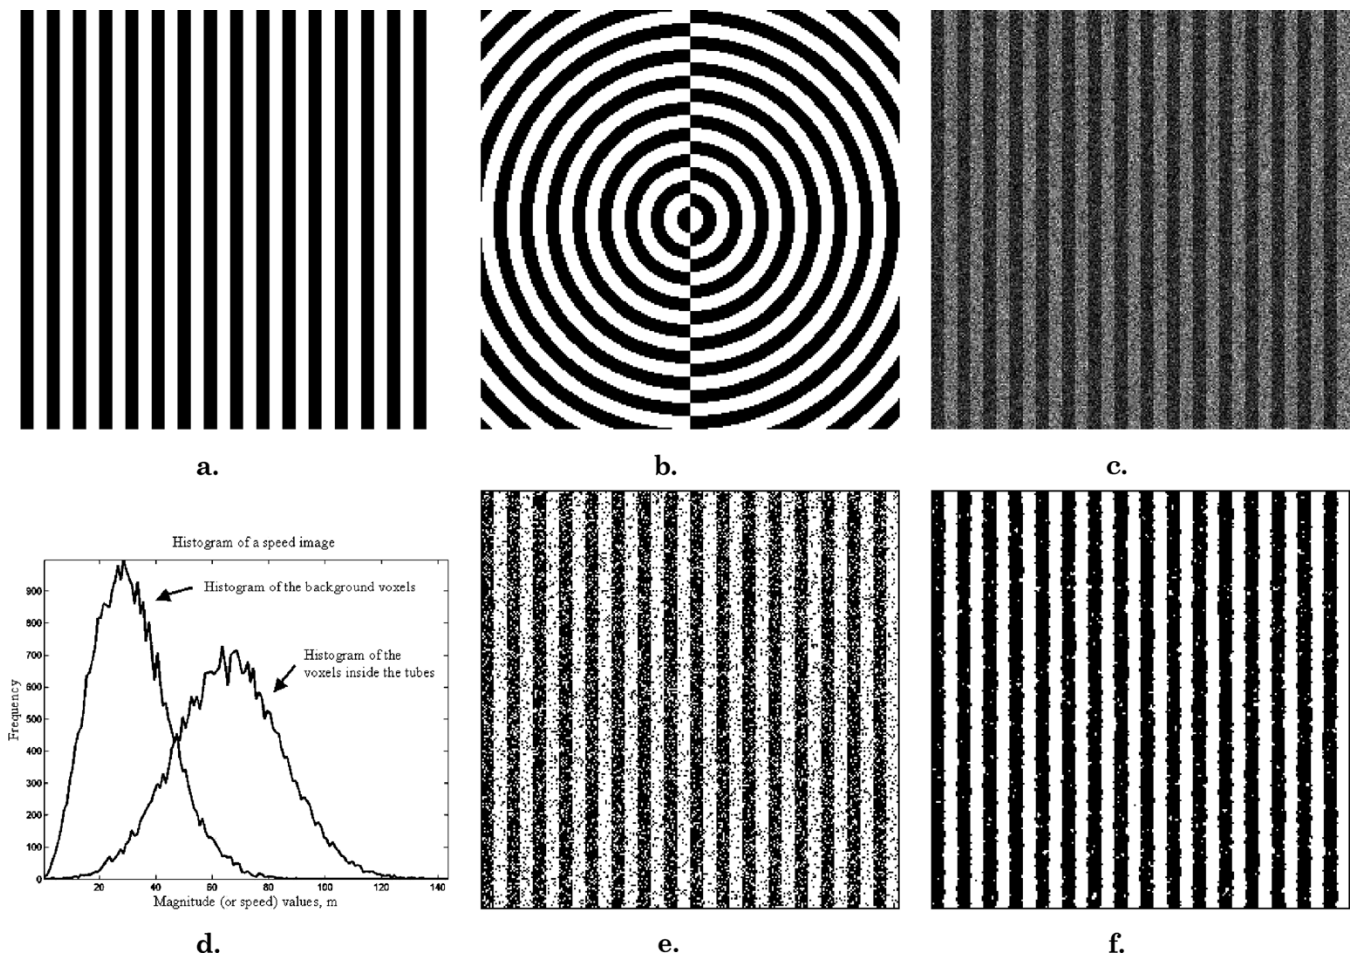 a.
b.
c.
Histogram of a speed image
Histogram of the background voxels
Histogram of the
voxels inside the tubes
Frequency
900
800
700
600
500
400
300
200
100
0
20
40
60
80
100
120
140
Magnitude (or speed) values, m
d.
e.
f.